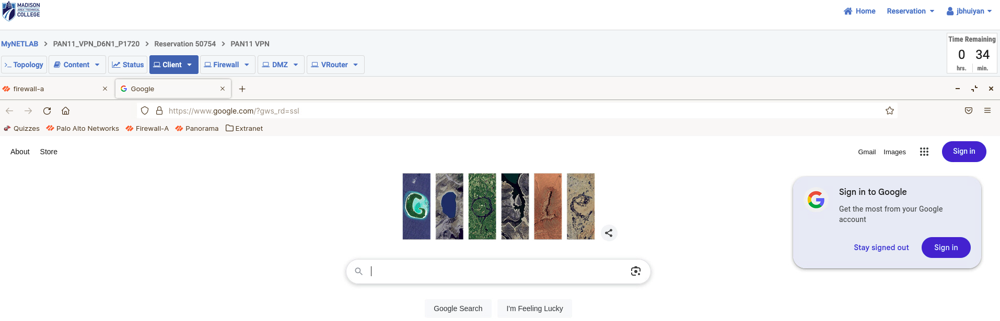 MADISON
AREA | TECHNICAL
COLLEGE
Home Reservation jbhuiyan
MyNETLAB > PAN11_VPN_D6N1_P1720 > Reservation 50754 > PAN11 VPN
Time Remaining
0 34
hrs. min.
>_ Topology Content Status Client Firewall DMZ VRouter
firewall-a Google
https://www.google.com/?gws_rd=ssl
Quizzes Palo Alto Networks Firewall-A Panorama Extranet
About Store Gmail Images Sign in
Sign in to Google
Get the most from your Google
account
Stay signed out Sign in
Google Search I'm Feeling Lucky